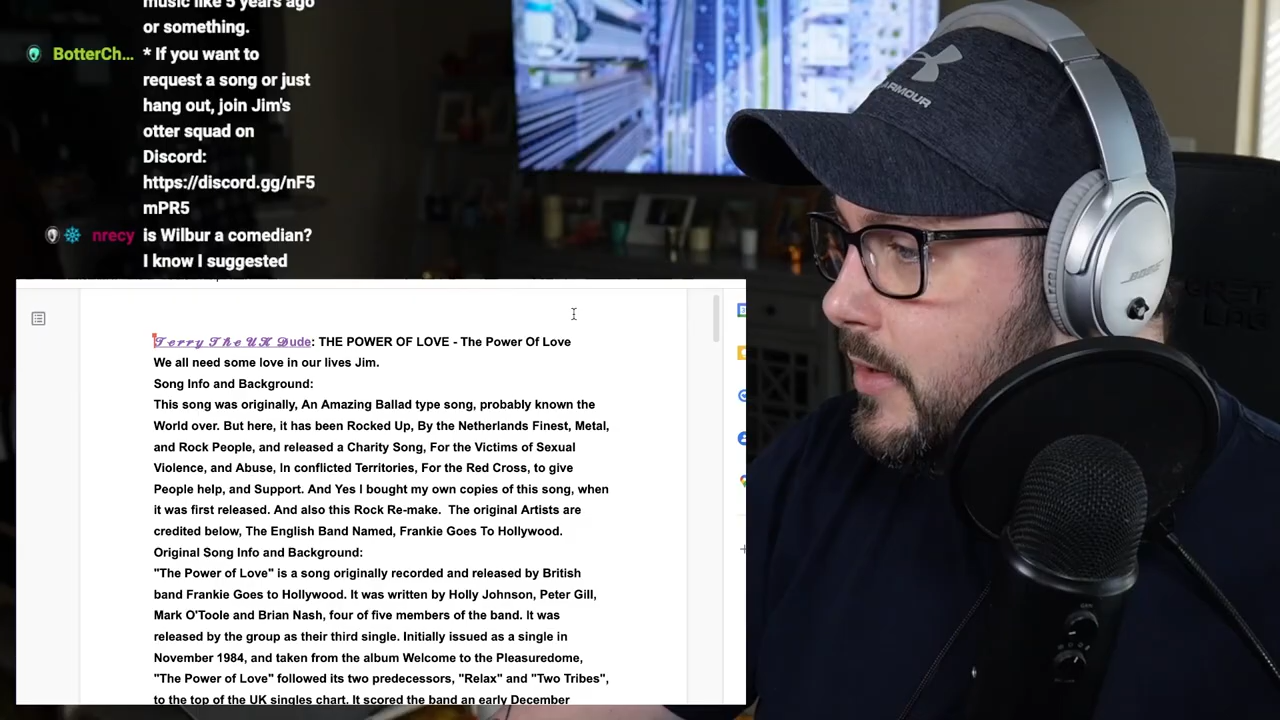 music like 5 years ago
or something.
BotterCh... * If you want to
request a song or just
hang out, join Jim's
otter squad on
Discord:
https://discord.gg/nF5
mPR5
nrecy is Wilbur a comedian?
I know I suggested
ARMOUR
BOSE
𝓣𝓮𝓻𝓻𝔂 𝓣𝓱𝓮 𝓤𝓚 𝓓ude: THE POWER OF LOVE - The Power Of Love
We all need some love in our lives Jim.
Song Info and Background:
This song was originally, An Amazing Ballad type song, probably known the
World over. But here, it has been Rocked Up, By the Netherlands Finest, Metal,
and Rock People, and released a Charity Song, For the Victims of Sexual
Violence, and Abuse, In conflicted Territories, For the Red Cross, to give
People help, and Support. And Yes I bought my own copies of this song, when
it was first released. And also this Rock Re-make.  The original Artists are
credited below, The English Band Named, Frankie Goes To Hollywood.
Original Song Info and Background:
"The Power of Love" is a song originally recorded and released by British
band Frankie Goes to Hollywood. It was written by Holly Johnson, Peter Gill,
Mark O'Toole and Brian Nash, four of five members of the band. It was
released by the group as their third single. Initially issued as a single in
November 1984, and taken from the album Welcome to the Pleasuredome,
"The Power of Love" followed its two predecessors, "Relax" and "Two Tribes",
to the top of the UK singles chart. It scored the band an early December